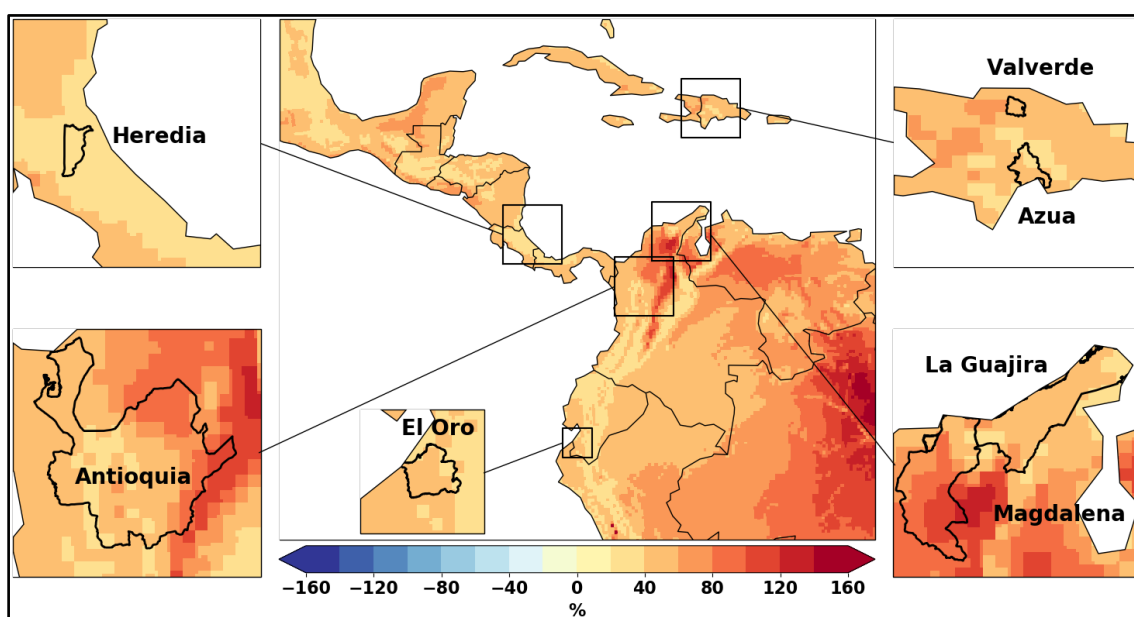 Heredia
Valverde
Azua
La Guajira
Magdalena
Antioquia
El Oro
−160 −120 −80 −40 0 40 80 120 160
%